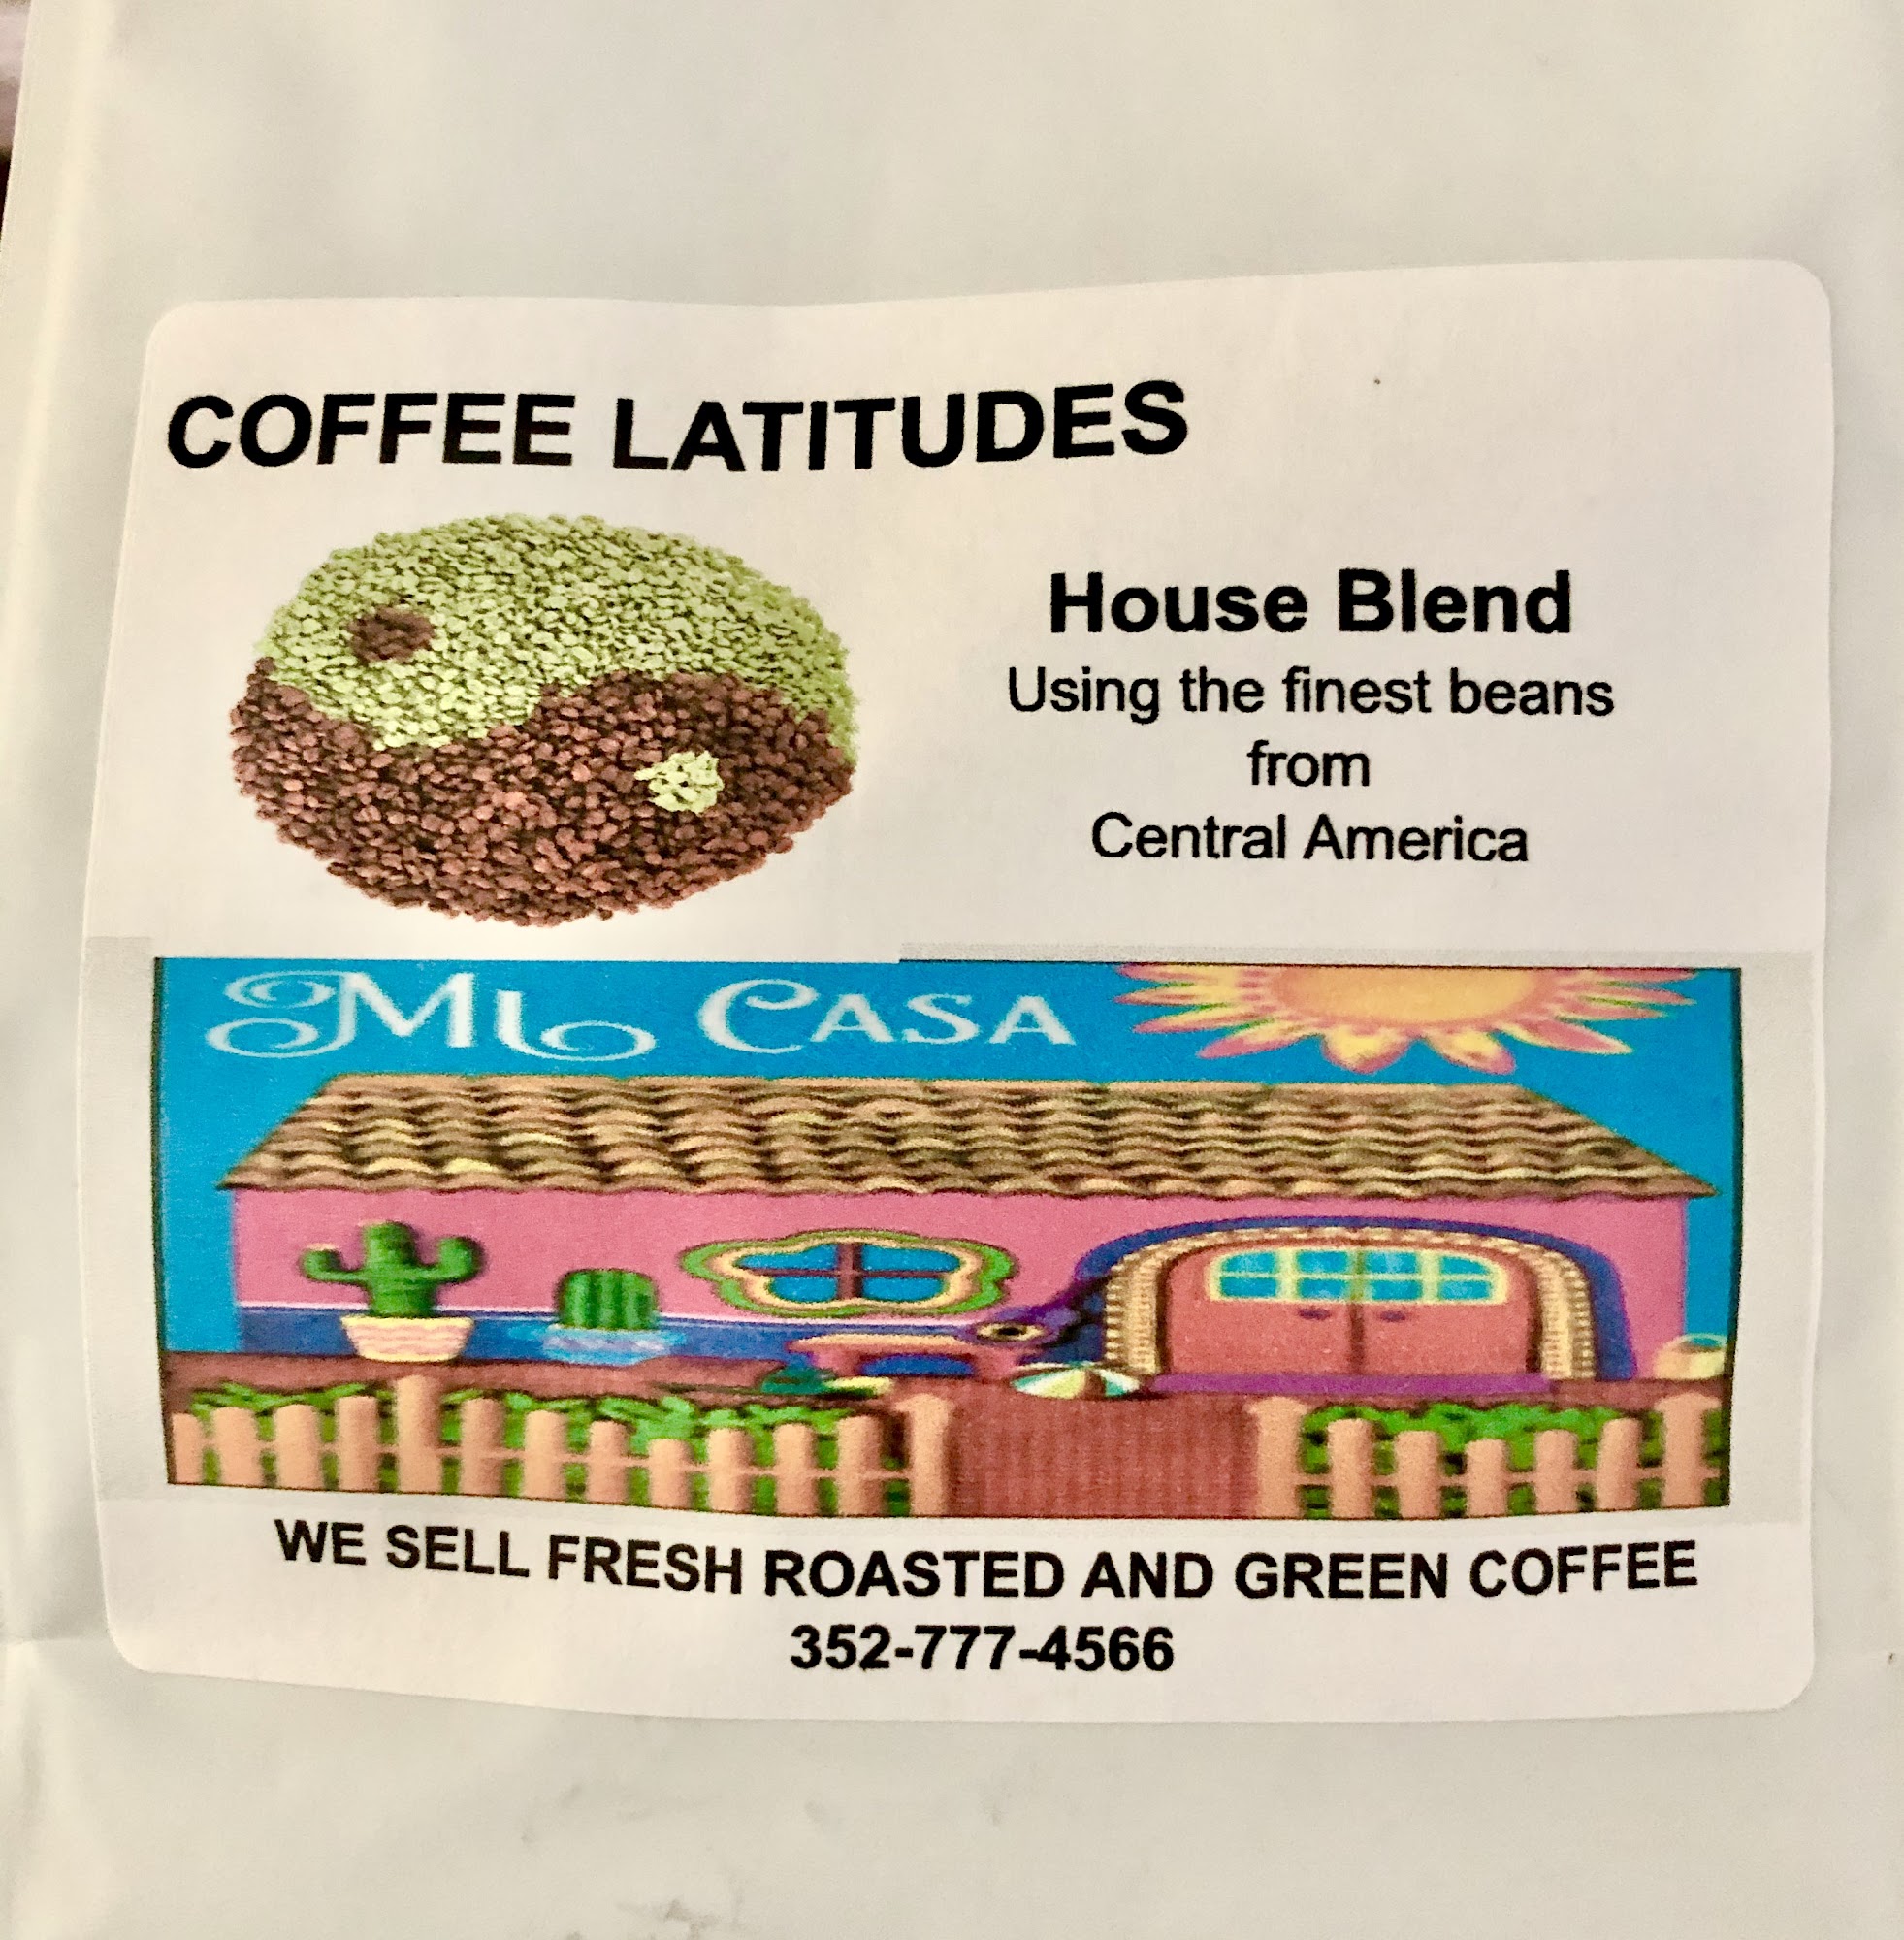 COFFEE LATITUDES
House Blend
Using the finest beans
from
Central America
Mi CASA
WE SELL FRESH ROASTED AND GREEN COFFEE
352-777-4566